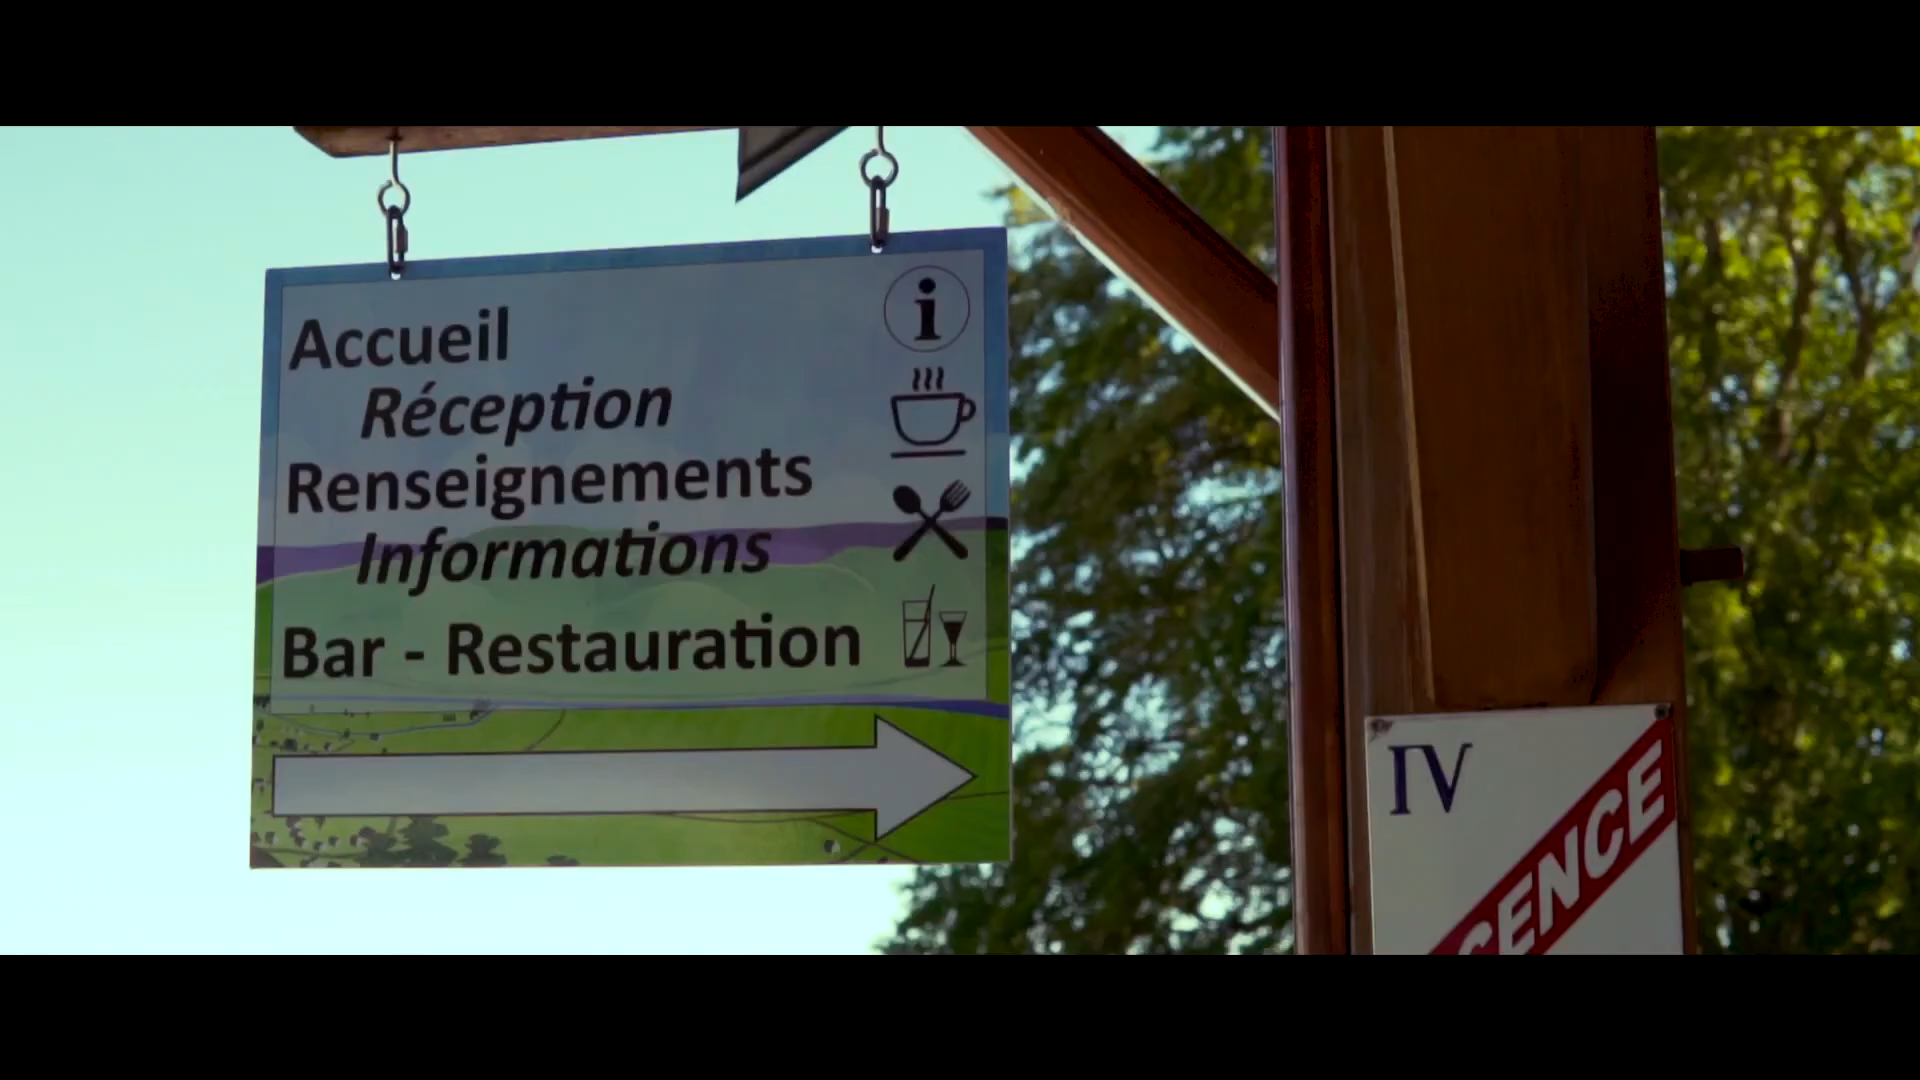 Accueil
Réception
Renseignements
Informations
Bar - Restauration
i
IV